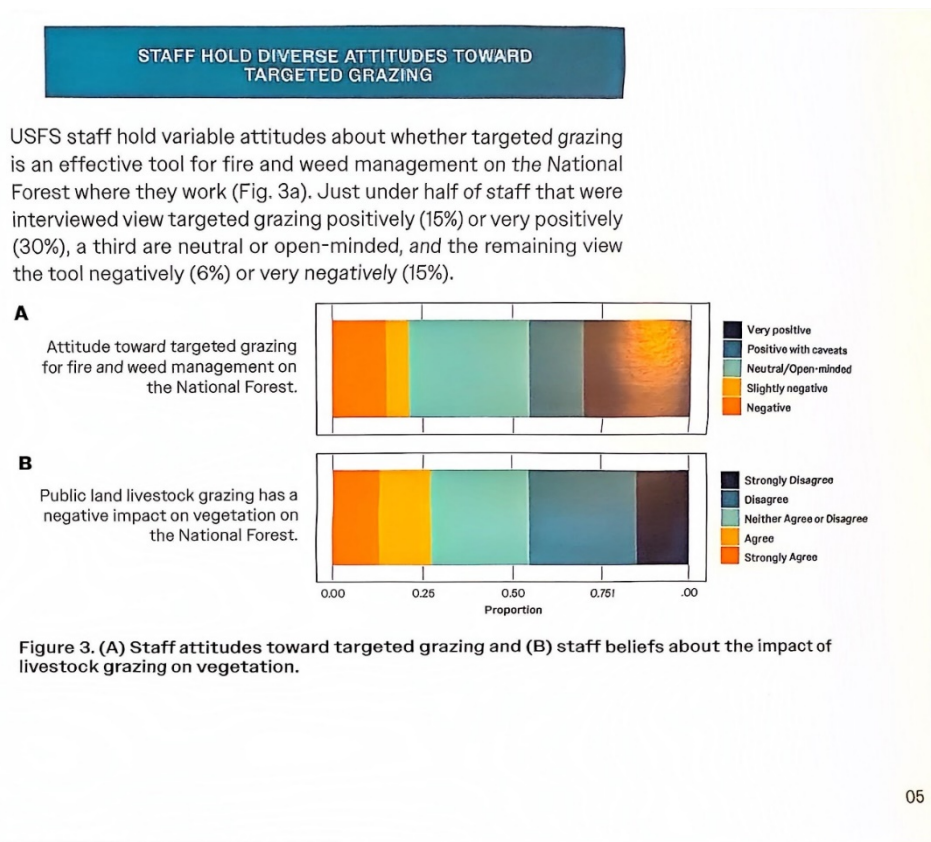 STAFF HOLD DIVERSE ATTITUDES TOWARD
TARGETED GRAZING
USFS staff hold variable attitudes about whether targeted grazing
is an effective tool for fire and weed management on the National
Forest where they work (Fig. 3a). Just under half of staff that were
interviewed view targeted grazing positively (15%) or very positively
(30%), a third are neutral or open-minded, and the remaining view
the tool negatively (6%) or very negatively (15%).
A
Attitude toward targeted grazing
for fire and weed management on
the National Forest.
Very positive
Positive with caveats
Neutral/Open-minded
Slightly negative
Negative
B
Public land livestock grazing has a
negative impact on vegetation on
the National Forest.
Strongly Disagree
Disagree
Neither Agree or Disagree
Agree
Strongly Agree
0.00 0.25 0.50 0.751 .00
Proportion
Figure 3. (A) Staff attitudes toward targeted grazing and (B) staff beliefs about the impact of
livestock grazing on vegetation.
05